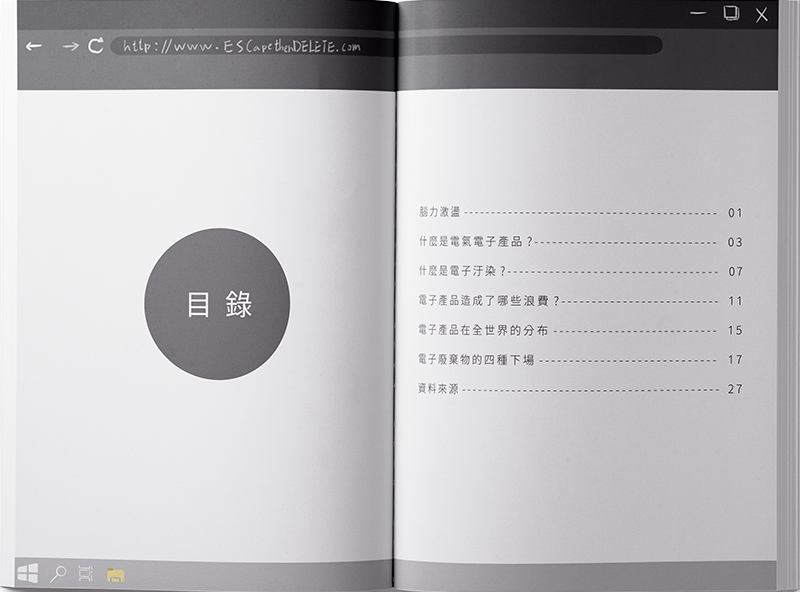 http://www.ESCapethenDELETE.com
目錄
腦力激盪 01
什麼是電氣電子產品？ 03
什麼是電子汙染？ 07
電子產品造成了哪些浪費？ 11
電子產品在全世界的分布 15
電子廢棄物的四種下場 17
資料來源 27